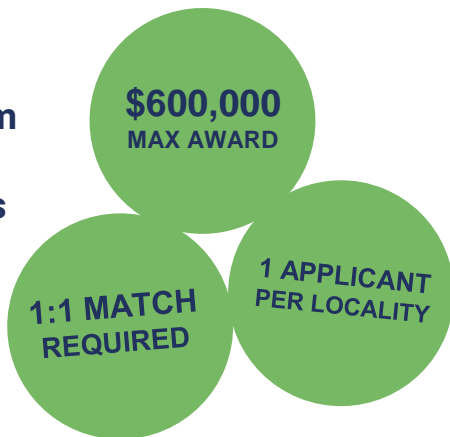 $600,000
MAX AWARD
m
s
1:1 MATCH
REQUIRED
1 APPLICANT
PER LOCALITY